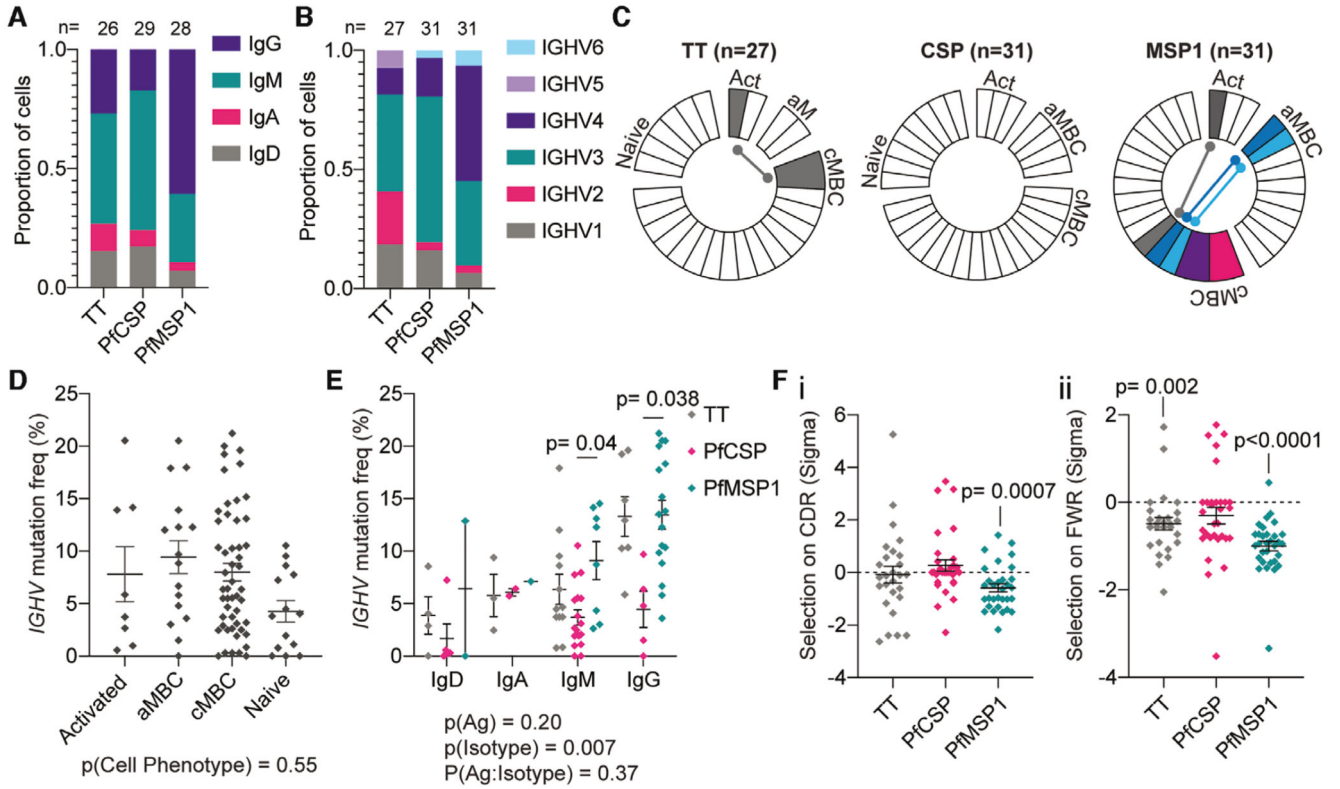 A
n= 26 29 28
Proportion of cells
1.0
0.5
0.0
TT
PfCSP
PfMSP1
IgG
IgM
IgA
IgD
B
n= 27 31 31
Proportion of cells
1.0
0.5
0.0
TT
PfCSP
PfMSP1
IGHV6
IGHV5
IGHV4
IGHV3
IGHV2
IGHV1
C
TT (n=27)
Act
aM
cMBC
Naive
CSP (n=31)
Act
aMBC
cMBC
Naive
MSP1 (n=31)
Act
aMBC
cMBC
D
IGHV mutation freq (%)
25
20
15
10
5
0
Activated
aMBC
cMBC
Naive
p(Cell Phenotype) = 0.55
E
IGHV mutation freq (%)
25
20
15
10
5
0
p= 0.04
p= 0.038
TT
PfCSP
PfMSP1
IgD
IgA
IgM
IgG
p(Ag) = 0.20
p(Isotype) = 0.007
P(Ag:Isotype) = 0.37
F
i
Selection on CDR (Sigma)
6
4
2
0
-2
-4
p= 0.0007
TT
PfCSP
PfMSP1
ii
Selection on FWR (Sigma)
2
0
-2
-4
p= 0.002
p<0.0001
TT
PfCSP
PfMSP1